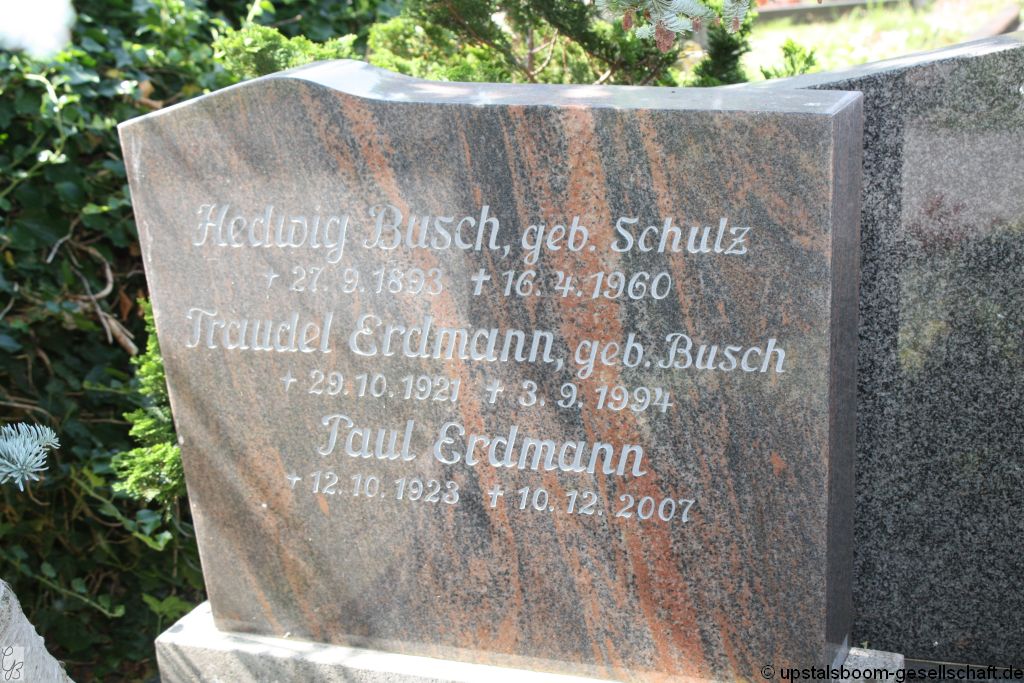 Hedwig Busch, geb. Schulz
† 27. 9. 1893 † 16. 4. 1960
Traudel Erdmann, geb. Busch
† 29. 10. 1921 † 3. 9. 1994
Paul Erdmann
† 12. 10. 1923 † 10. 12. 2007
GB
© upstalsboom-gesellschaft.de